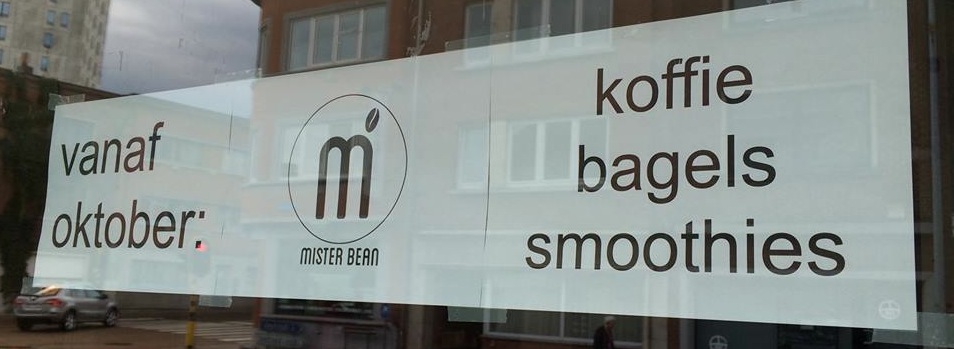 vanaf
oktober:
m
MISTER BEAN
koffie
bagels
smoothies